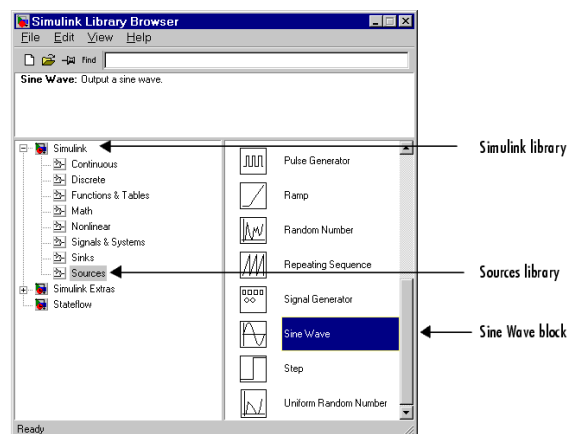 Simulink Library Browser
File Edit View Help
Find
Sine Wave: Output a sine wave.
Simulink
Continuous
Discrete
Functions & Tables
Math
Nonlinear
Signals & Systems
Sinks
Sources
Simulink Extras
Stateflow
Pulse Generator
Ramp
Random Number
Repeating Sequence
Signal Generator
Sine Wave
Step
Uniform Random Number
Ready
Simulink library
Sources library
Sine Wave block